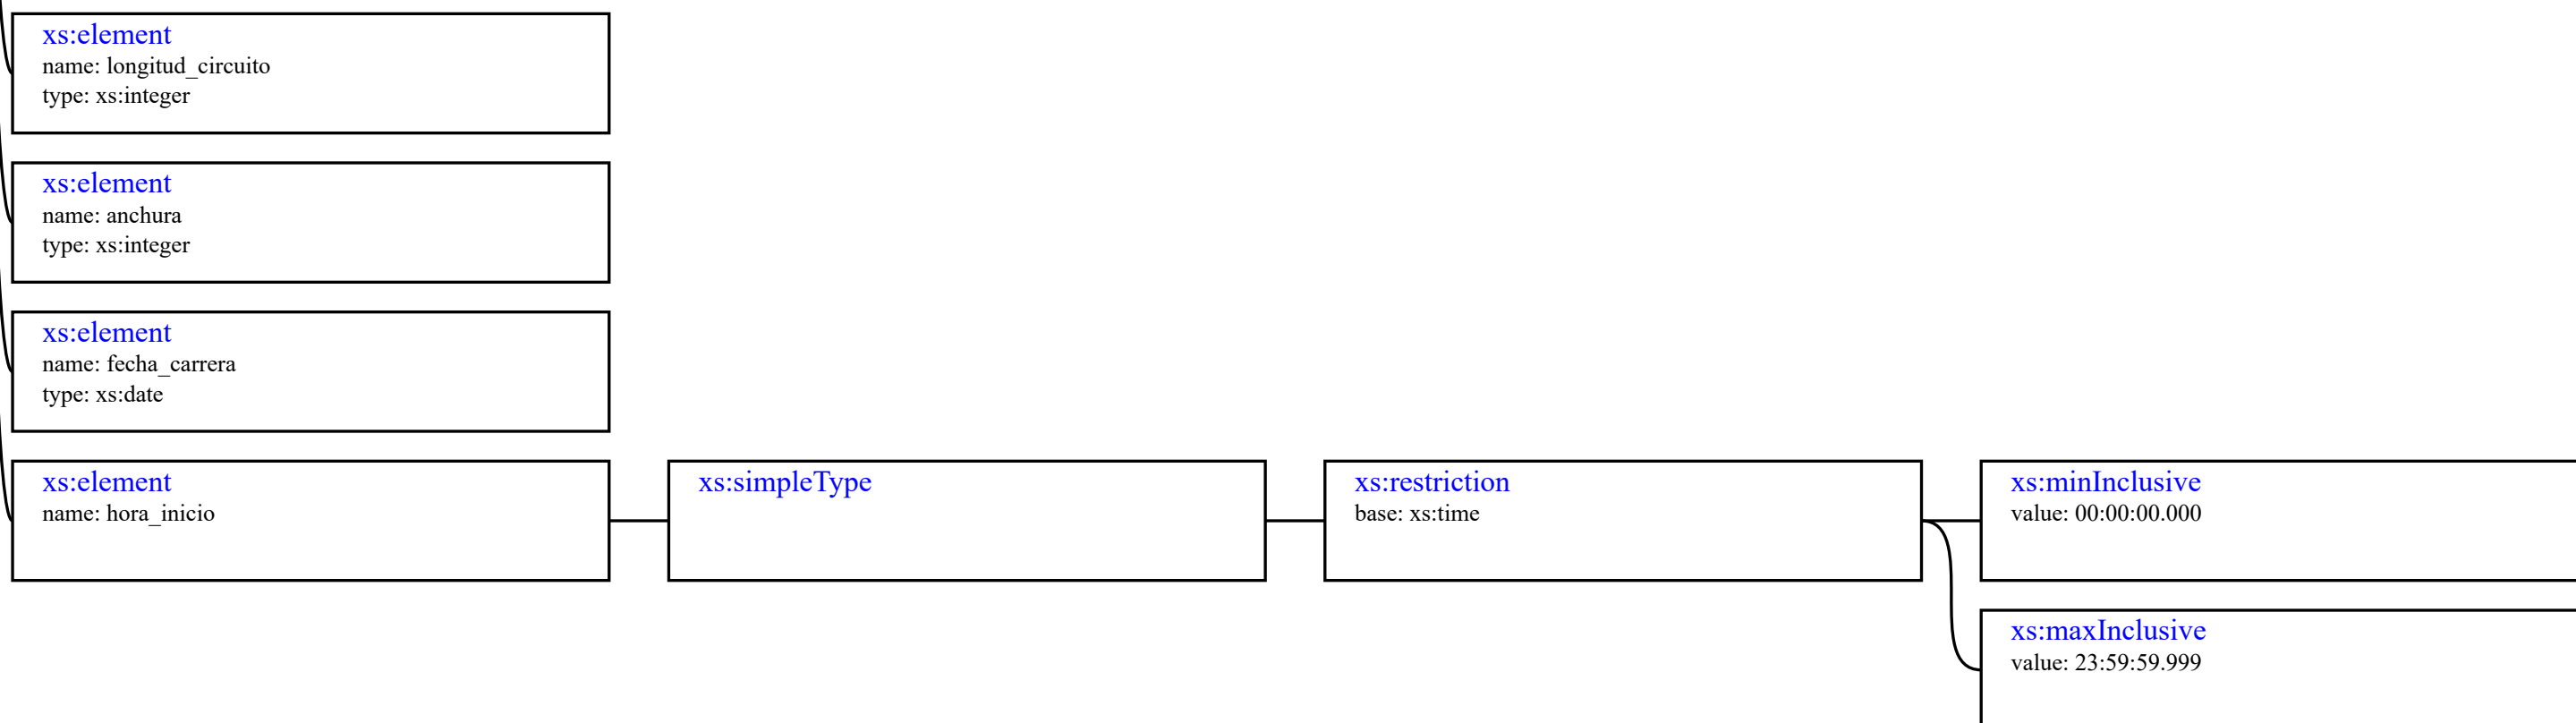 xs:element
name: longitud_circuito
type: xs:integer
xs:element
name: anchura
type: xs:integer
xs:element
name: fecha_carrera
type: xs:date
xs:element
name: hora_inicio
xs:simpleType
xs:restriction
base: xs:time
xs:minInclusive
value: 00:00:00.000
xs:maxInclusive
value: 23:59:59.999